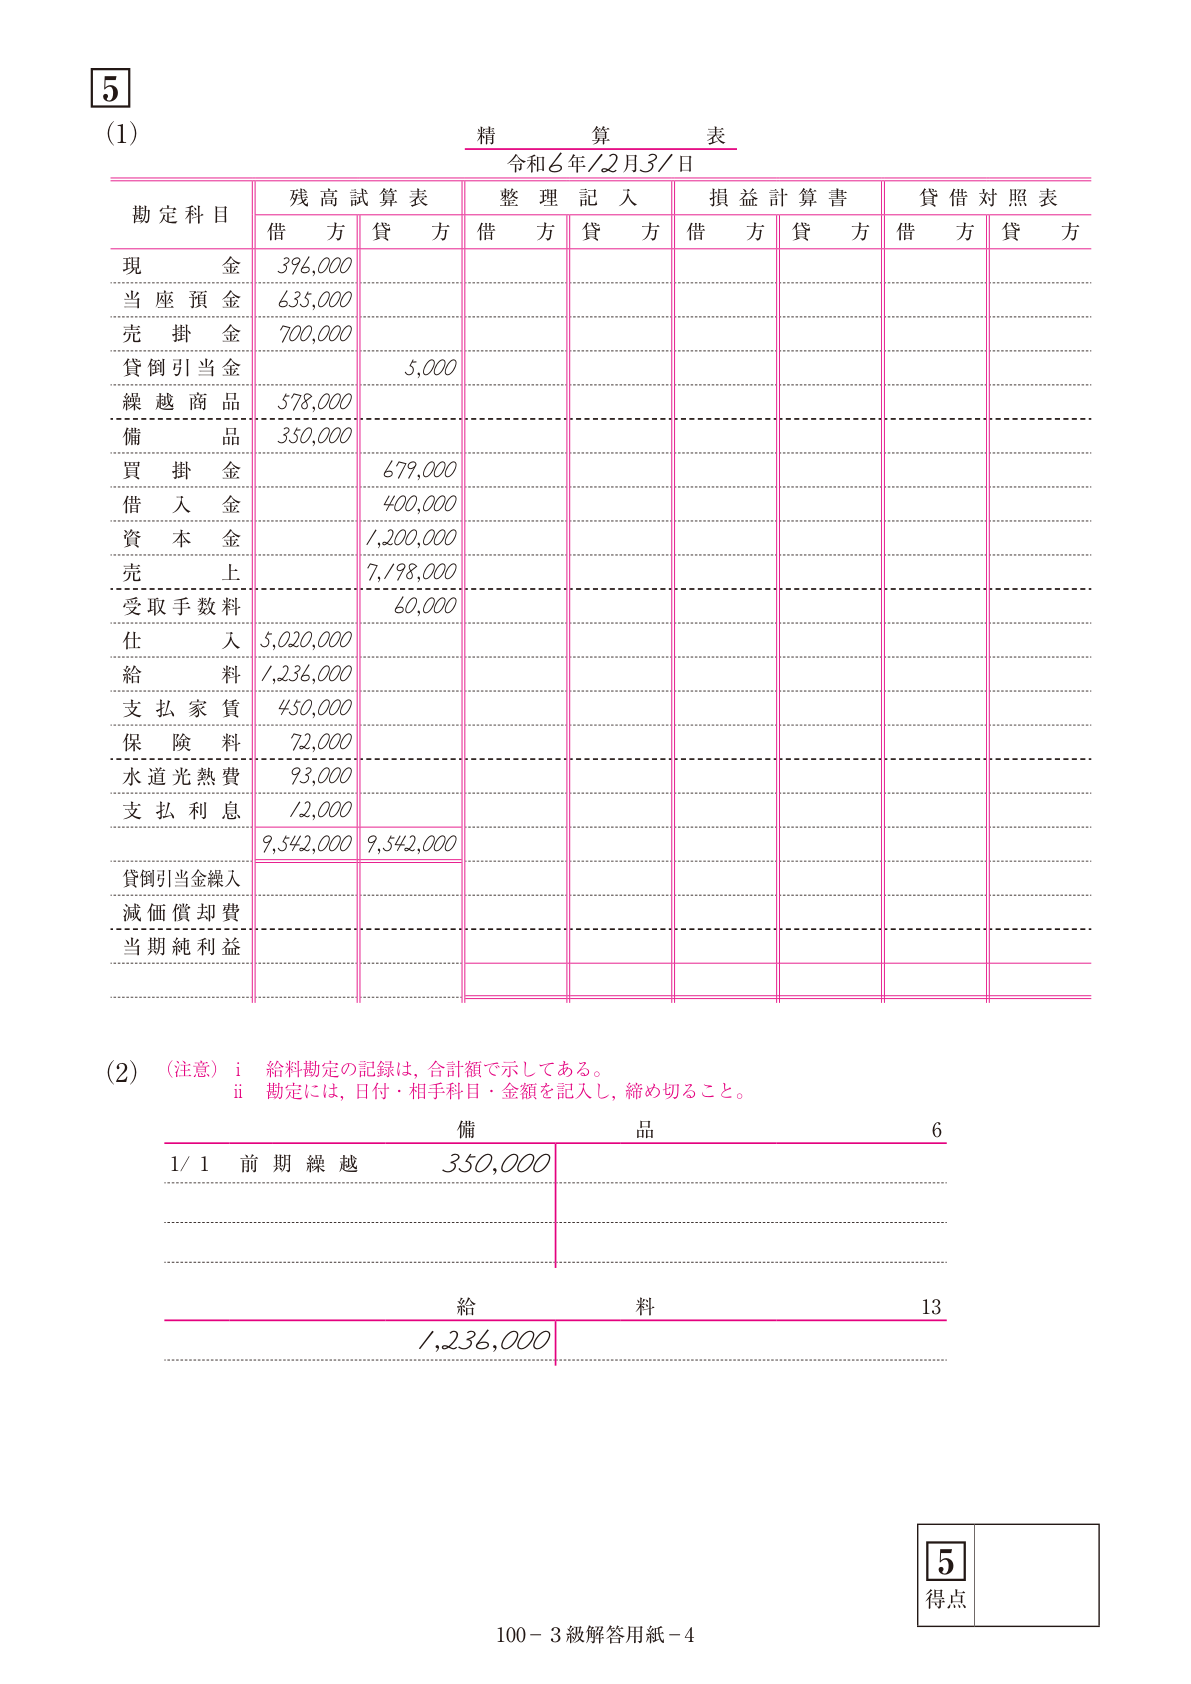 5
(1)
精算表
令和6年12月31日
勘定科目 残高試算表 整理記入 損益計算書 貸借対照表
借方 貸方 借方 貸方 借方 貸方 借方 貸方
現金 396,000
当座預金 635,000
売掛金 700,000
貸倒引当金 5,000
繰越商品 578,000
備品 350,000
買掛金 679,000
借入金 400,000
資本金 1,200,000
売上 7,198,000
受取手数料 60,000
仕入 5,020,000
給料 1,236,000
支払家賃 450,000
保険料 72,000
水道光熱費 93,000
支払利息 12,000
9,542,000 9,542,000
貸倒引当金繰入
減価償却費
当期純利益
(2) (注意) i 給料勘定の記録は,合計額で示してある。
ii 勘定には,日付・相手科目・金額を記入し,締め切ること。
備品 6
1/1 前期繰越 350,000
給料 13
1,236,000
5
得点
100-3級解答用紙-4